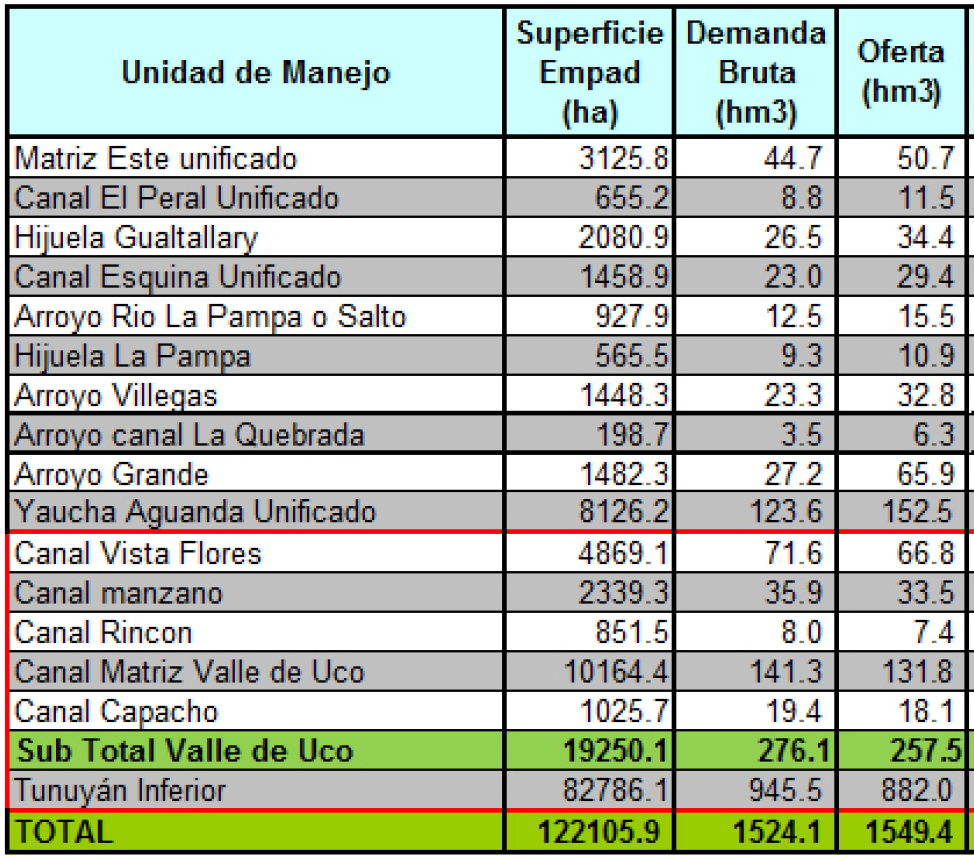 Unidad de Manejo Superficie Empad (ha) Demanda Bruta (hm3) Oferta (hm3)
Matriz Este unificado 3125.8 44.7 50.7
Canal El Peral Unificado 655.2 8.8 11.5
Hijuela Gualtallary 2080.9 26.5 34.4
Canal Esquina Unificado 1458.9 23.0 29.4
Arroyo Rio La Pampa o Salto 927.9 12.5 15.5
Hijuela La Pampa 565.5 9.3 10.9
Arroyo Villegas 1448.3 23.3 32.8
Arroyo canal La Quebrada 198.7 3.5 6.3
Arroyo Grande 1482.3 27.2 65.9
Yaucha Aguanda Unificado 8126.2 123.6 152.5
Canal Vista Flores 4869.1 71.6 66.8
Canal manzano 2339.3 35.9 33.5
Canal Rincon 851.5 8.0 7.4
Canal Matriz Valle de Uco 10164.4 141.3 131.8
Canal Capacho 1025.7 19.4 18.1
Sub Total Valle de Uco 19250.1 276.1 257.5
Tunuyán Inferior 82786.1 945.5 882.0
TOTAL 122105.9 1524.1 1549.4